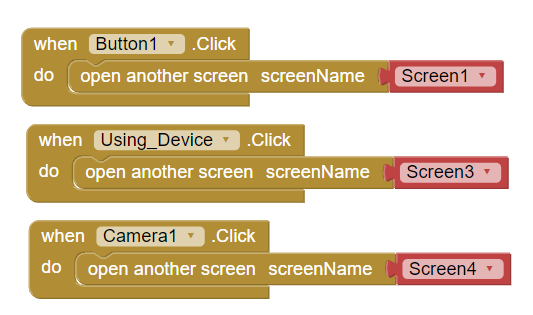 when Button1 .Click
do open another screen screenName Screen1
when Using_Device .Click
do open another screen screenName Screen3
when Camera1 .Click
do open another screen screenName Screen4